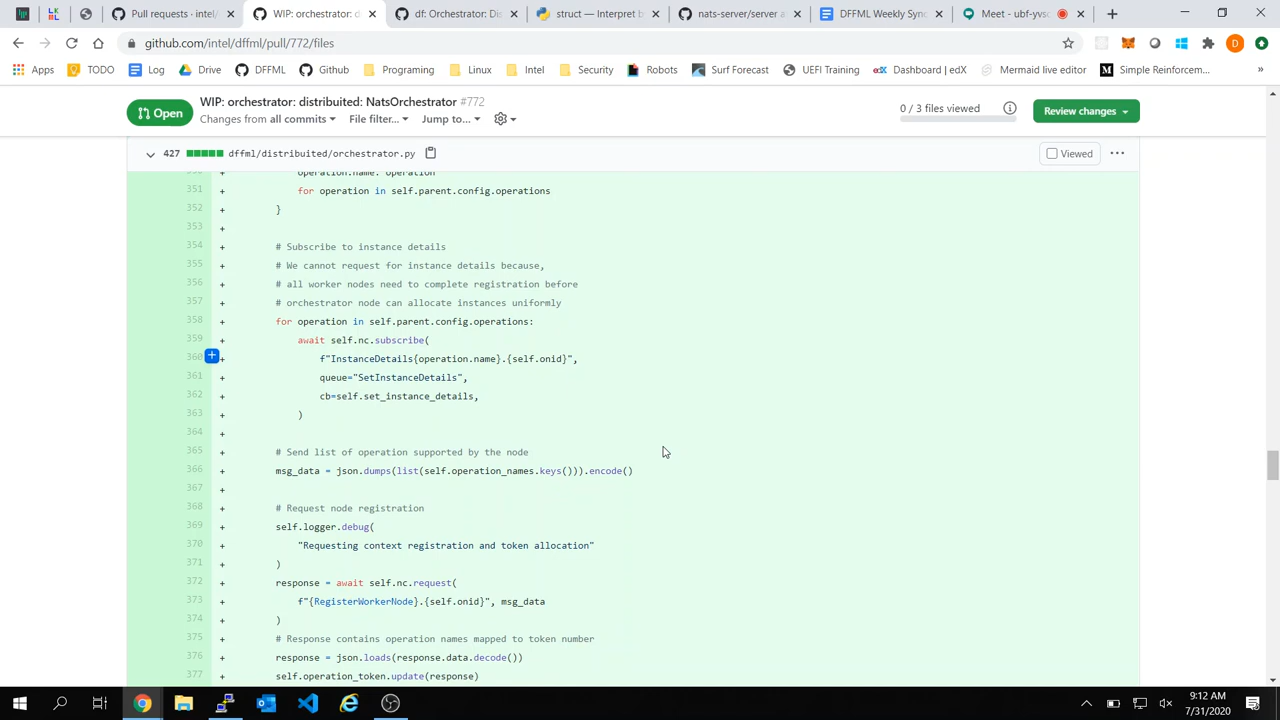 Pull requests · intel/
WIP: orchestrator: d
df: Orchestrator: Dis
struct — Interpret b
nats-server/server a
DFFML Weekly Sync
Meet - ubf-yvsc
github.com/intel/dffml/pull/772/files
D
Apps
TODO
Log
Drive
DFFML
Github
Programing
Linux
Intel
Security
Robots
Surf Forecast
UEFI Training
Dashboard | edX
Mermaid live editor
Simple Reinforcem...
»
Open
WIP: orchestrator: distribuited: NatsOrchestrator #772
Changes from all commits
File filter...
Jump to...
0 / 3 files viewed
Review changes
427 dffml/distribuited/orchestrator.py
Viewed
operation.name: operation
351 + for operation in self.parent.config.operations
352 + }
353 +
354 + # Subscribe to instance details
355 + # We cannot request for instance details because,
356 + # all worker nodes need to complete registration before
357 + # orchestrator node can allocate instances uniformly
358 + for operation in self.parent.config.operations:
359 + await self.nc.subscribe(
360 + f"InstanceDetails{operation.name}.{self.onid}",
361 + queue="SetInstanceDetails",
362 + cb=self.set_instance_details,
363 + )
364 +
365 + # Send list of operation supported by the node
366 + msg_data = json.dumps(list(self.operation_names.keys())).encode()
367 +
368 + # Request node registration
369 + self.logger.debug(
370 + "Requesting context registration and token allocation"
371 + )
372 + response = await self.nc.request(
373 + f"{RegisterWorkerNode}.{self.onid}", msg_data
374 + )
375 + # Response contains operation names mapped to token number
376 + response = json.loads(response.data.decode())
377 + self.operation_token.update(response)
9:12 AM
7/31/2020